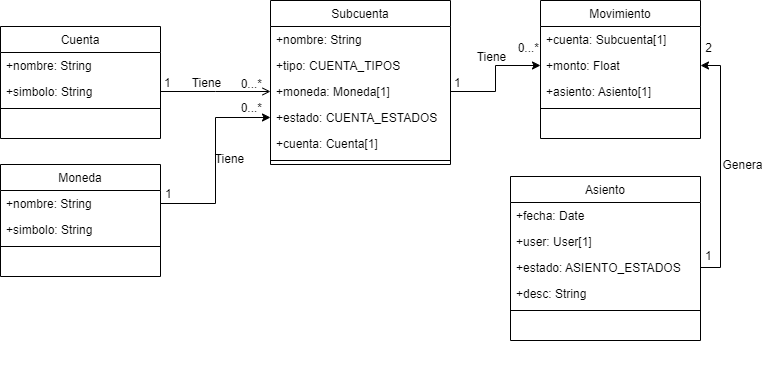 Cuenta
+nombre: String
+simbolo: String
1
Tiene
0...*
Moneda
+nombre: String
+simbolo: String
1
Tiene
0...*
Subcuenta
+nombre: String
+tipo: CUENTA_TIPOS
+moneda: Moneda[1]
+estado: CUENTA_ESTADOS
+cuenta: Cuenta[1]
1
Tiene
0...*
Movimiento
+cuenta: Subcuenta[1]
+monto: Float
+asiento: Asiento[1]
2
Genera
1
Asiento
+fecha: Date
+user: User[1]
+estado: ASIENTO_ESTADOS
+desc: String